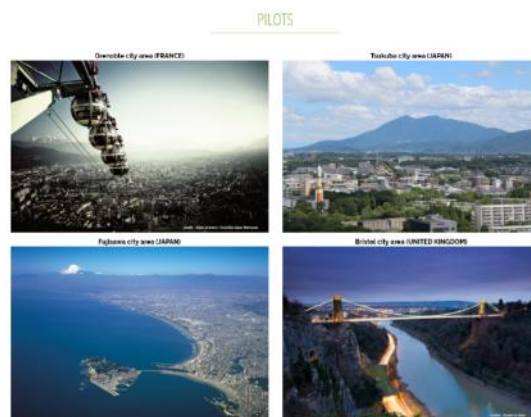 PILOTS
Grenoble city area (FRANCE)
Tsukuba city area (JAPAN)
Fujisawa city area (JAPAN)
Bristol city area (UNITED KINGDOM)